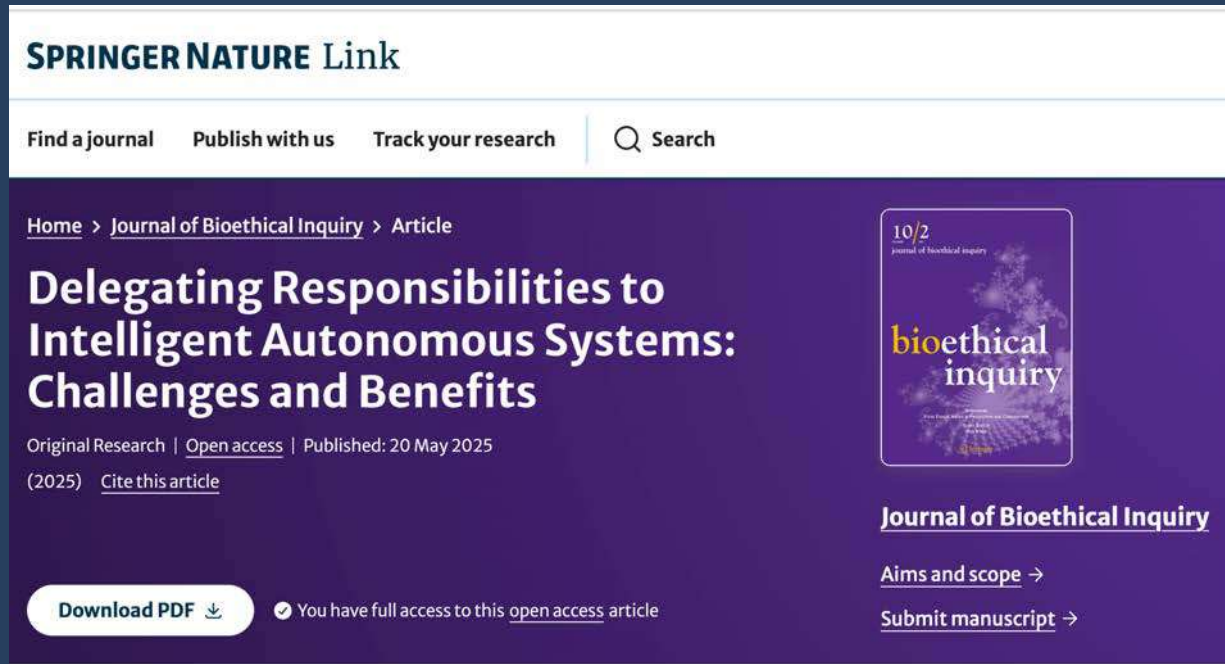 SPRINGER NATURE Link
Find a journal Publish with us Track your research Search
Home > Journal of Bioethical Inquiry > Article
Delegating Responsibilities to
Intelligent Autonomous Systems:
Challenges and Benefits
Original Research | Open access | Published: 20 May 2025
(2025) Cite this article
Download PDF
You have full access to this open access article
10/2
journal of bioethical inquiry
bioethical
inquiry
Journal of Bioethical Inquiry
Aims and scope →
Submit manuscript →